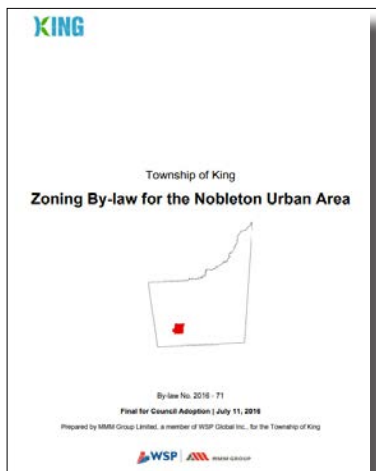 KING
Township of King
Zoning By-law for the Nobleton Urban Area
By-law No. 2016 - 71
Final for Council Adoption | July 11, 2016
Prepared by MMM Group Limited, a member of WSP Global Inc., for the Township of King
WSP MMM GROUP